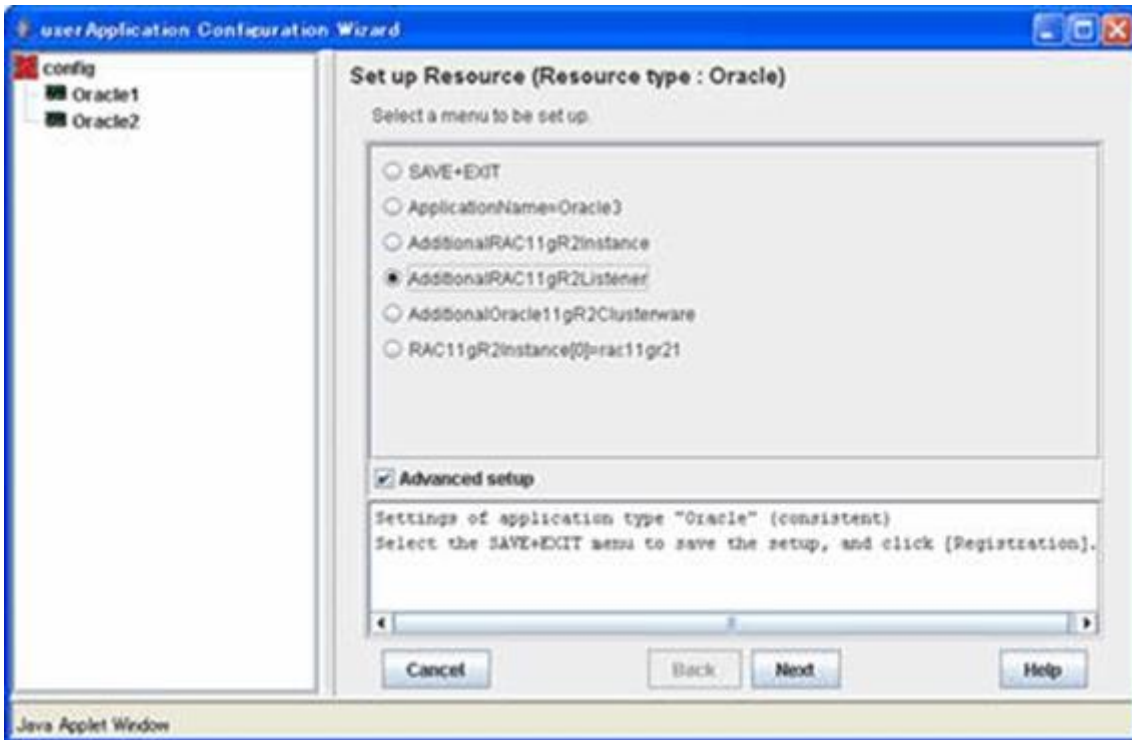 userApplication Configuration Wizard
config
Oracle1
Oracle2
Set up Resource (Resource type : Oracle)
Select a menu to be set up.
SAVE+EXIT
ApplicationName=Oracle3
AdditionalRAC11gR2Instance
AdditionalRAC11gR2Listener
AdditionalOracle11gR2Clusterware
RAC11gR2Instance[0]=rac11gr21
Advanced setup
Settings of application type "Oracle" (consistent)
Select the SAVE+EXIT menu to save the setup, and click [Registration].
Cancel
Back
Next
Help
Java Applet Window